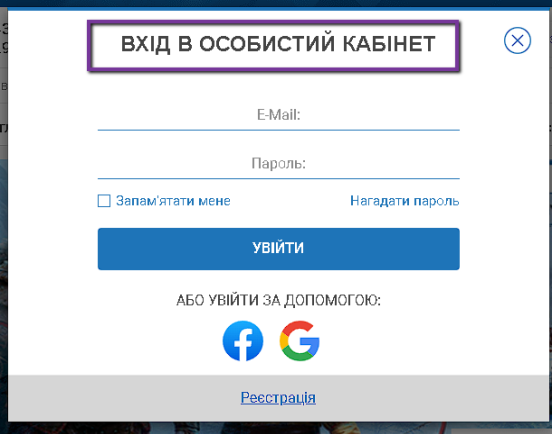 ВХІД В ОСОБИСТИЙ КАБІНЕТ
E-Mail:
Пароль:
Запам'ятати мене Нагадати пароль
УВІЙТИ
АБО УВІЙТИ ЗА ДОПОМОГОЮ:
Реєстрація